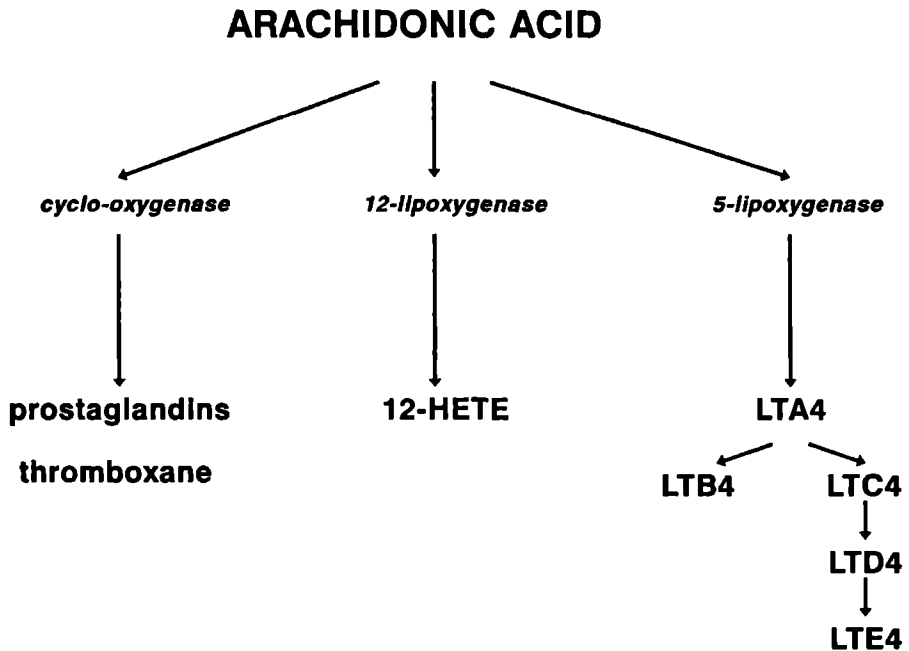 ARACHIDONIC ACID
cyclo-oxygenase 12-lipoxygenase 5-lipoxygenase
prostaglandins 12-HETE LTA4
thromboxane
LTB4 LTC4
LTD4
LTE4